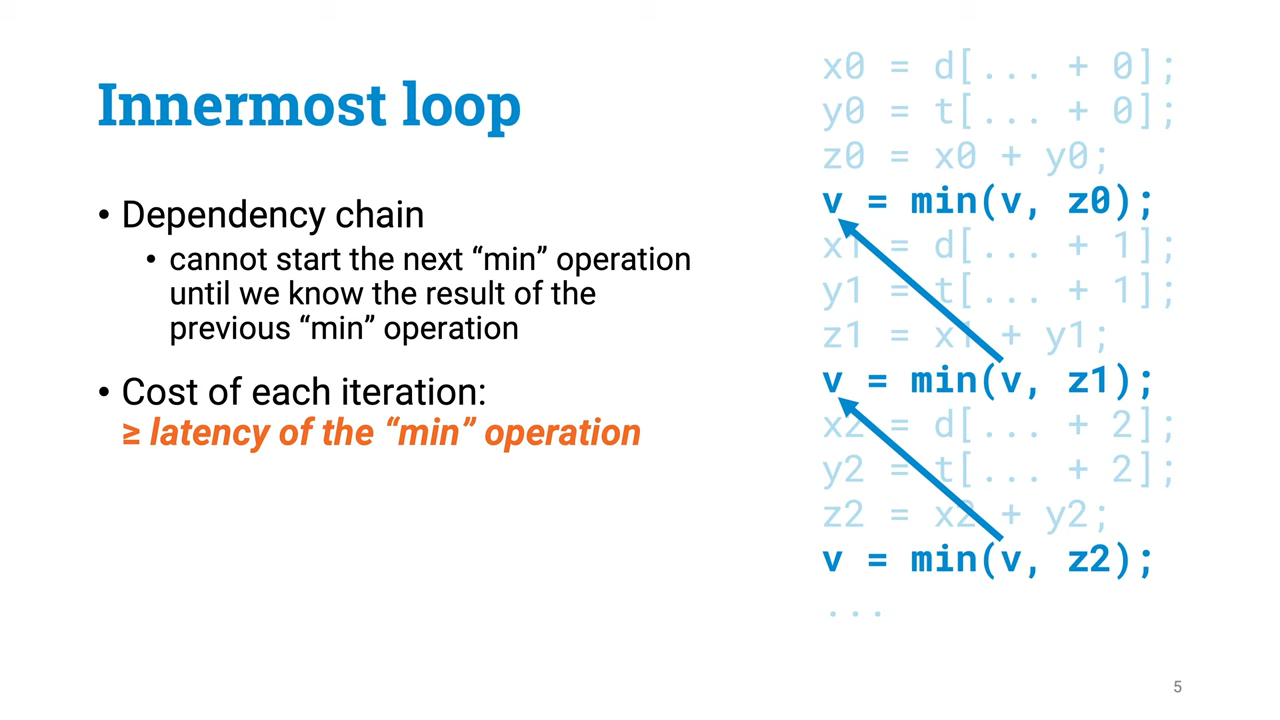 Innermost loop
• Dependency chain
• cannot start the next “min” operation
until we know the result of the
previous “min” operation
• Cost of each iteration:
≥ latency of the “min” operation
x0 = d[... + 0];
y0 = t[... + 0];
z0 = x0 + y0;
v = min(v, z0);
x1 = d[... + 1];
y1 = t[... + 1];
z1 = x1 + y1;
v = min(v, z1);
x2 = d[... + 2];
y2 = t[... + 2];
z2 = x2 + y2;
v = min(v, z2);
...
5